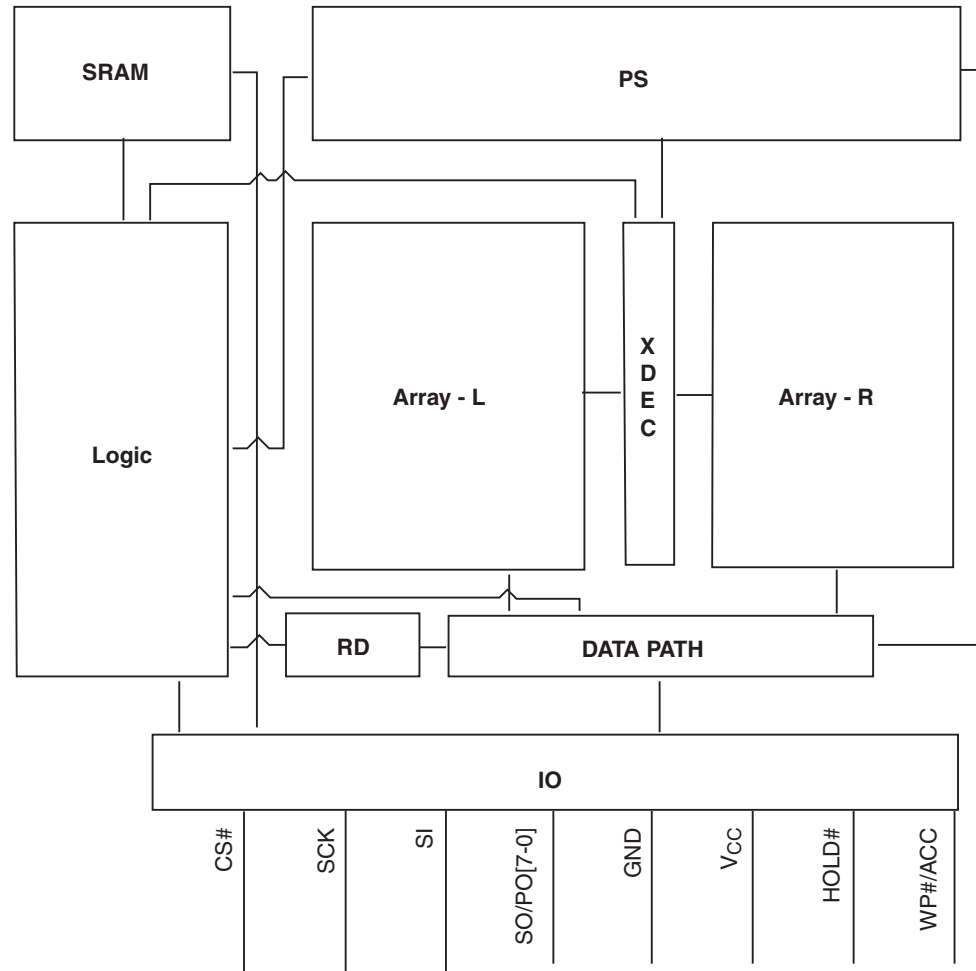 SRAM
PS
Logic
Array - L
X
D
E
C
Array - R
RD
DATA PATH
IO
CS#
SCK
SI
SO/PO[7-0]
GND
VCC
HOLD#
WP#/ACC